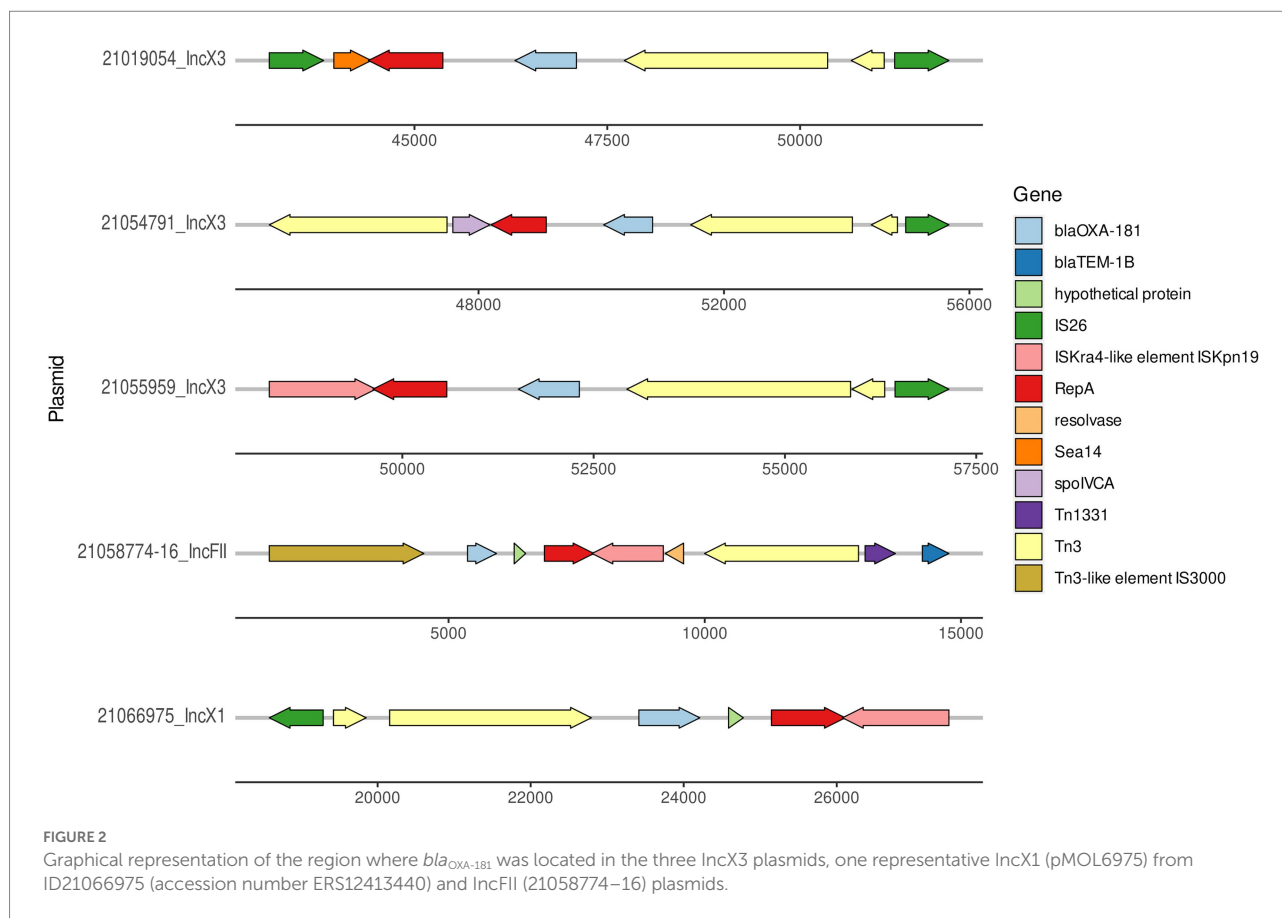 21019054_IncX3
45000 47500 50000
21054791_IncX3
48000 52000 56000
21055959_IncX3
50000 52500 55000 57500
21058774-16_IncFII
5000 10000 15000
21066975_IncX1
20000 22000 24000 26000
Plasmid
Gene
blaOXA-181
blaTEM-1B
hypothetical protein
IS26
ISKra4-like element ISKpn19
RepA
resolvase
Sea14
spoIVCA
Tn1331
Tn3
Tn3-like element IS3000
FIGURE 2
Graphical representation of the region where blaOXA-181 was located in the three IncX3 plasmids, one representative IncX1 (pMOL6975) from
ID21066975 (accession number ERS12413440) and IncFII (21058774–16) plasmids.